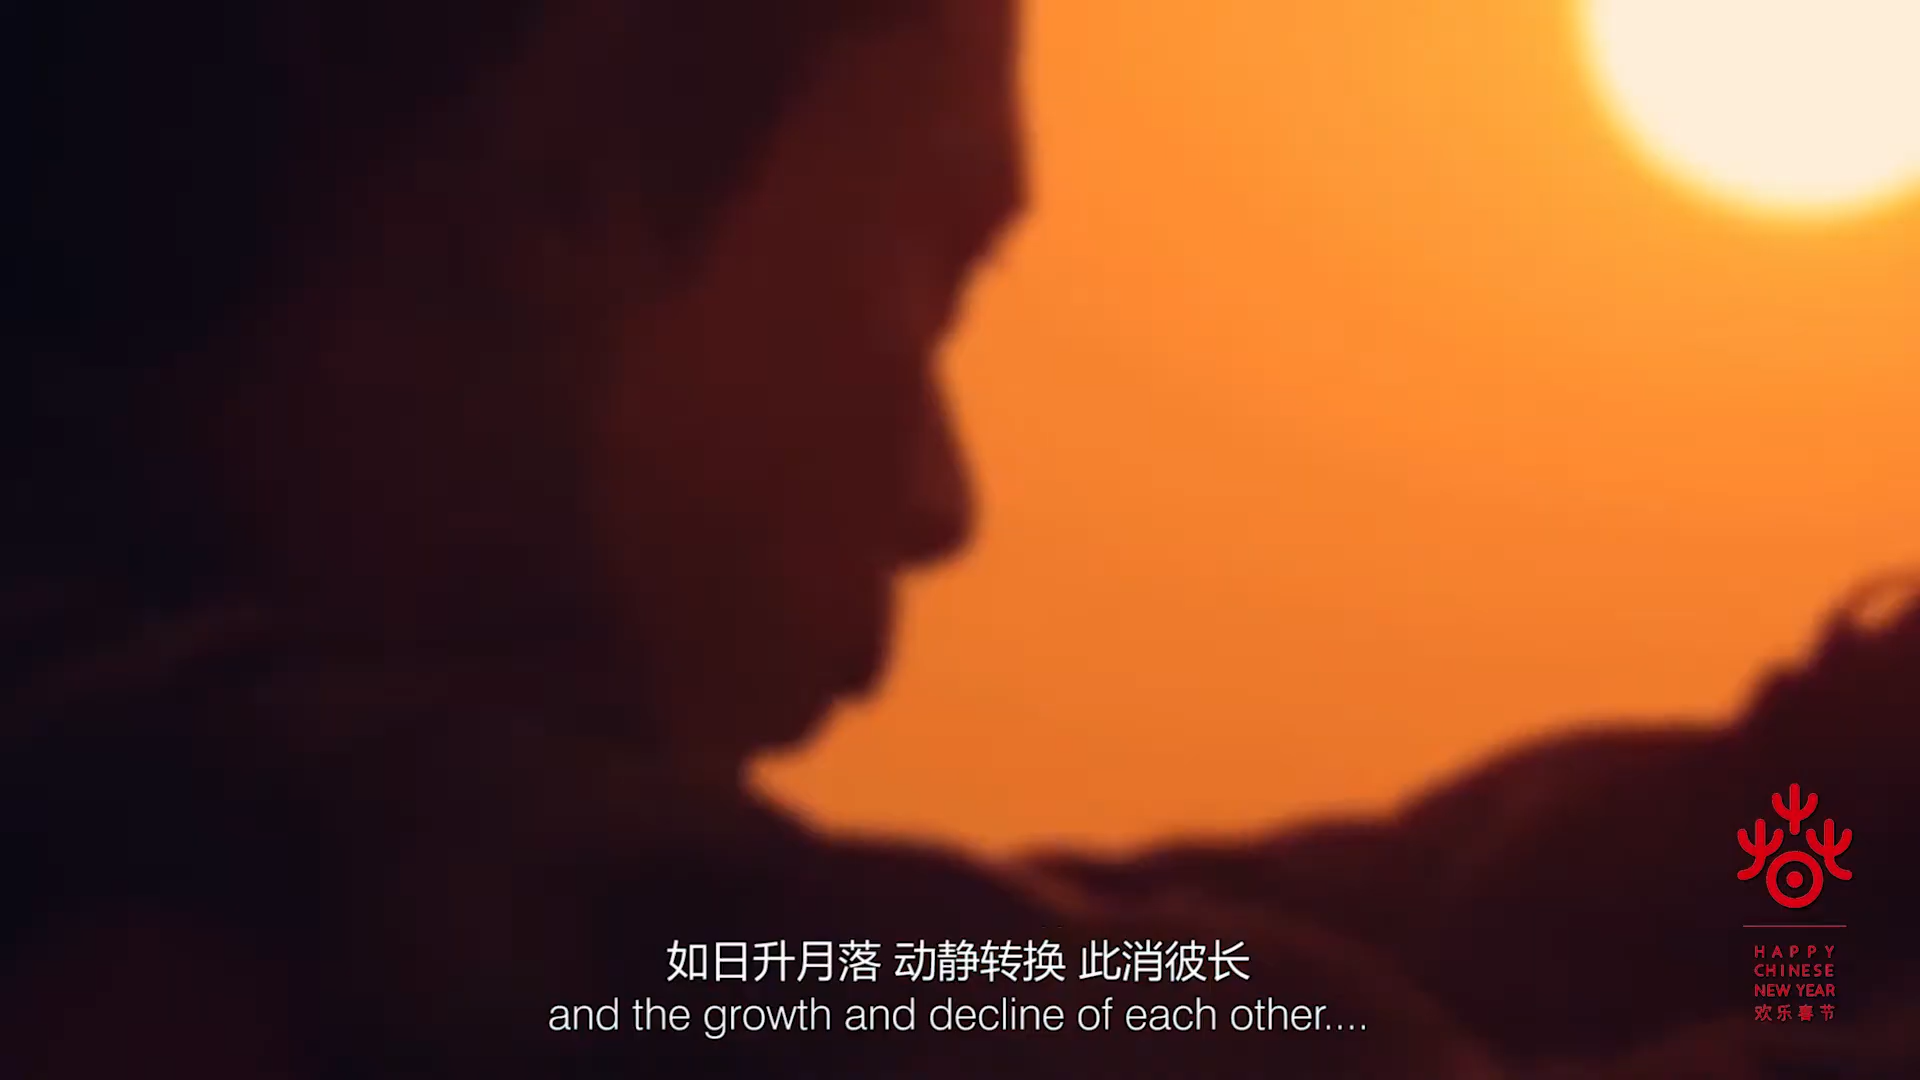 如日升月落 动静转换 此消彼长
and the growth and decline of each other....
HAPPY
CHINESE
NEW YEAR
欢乐春节